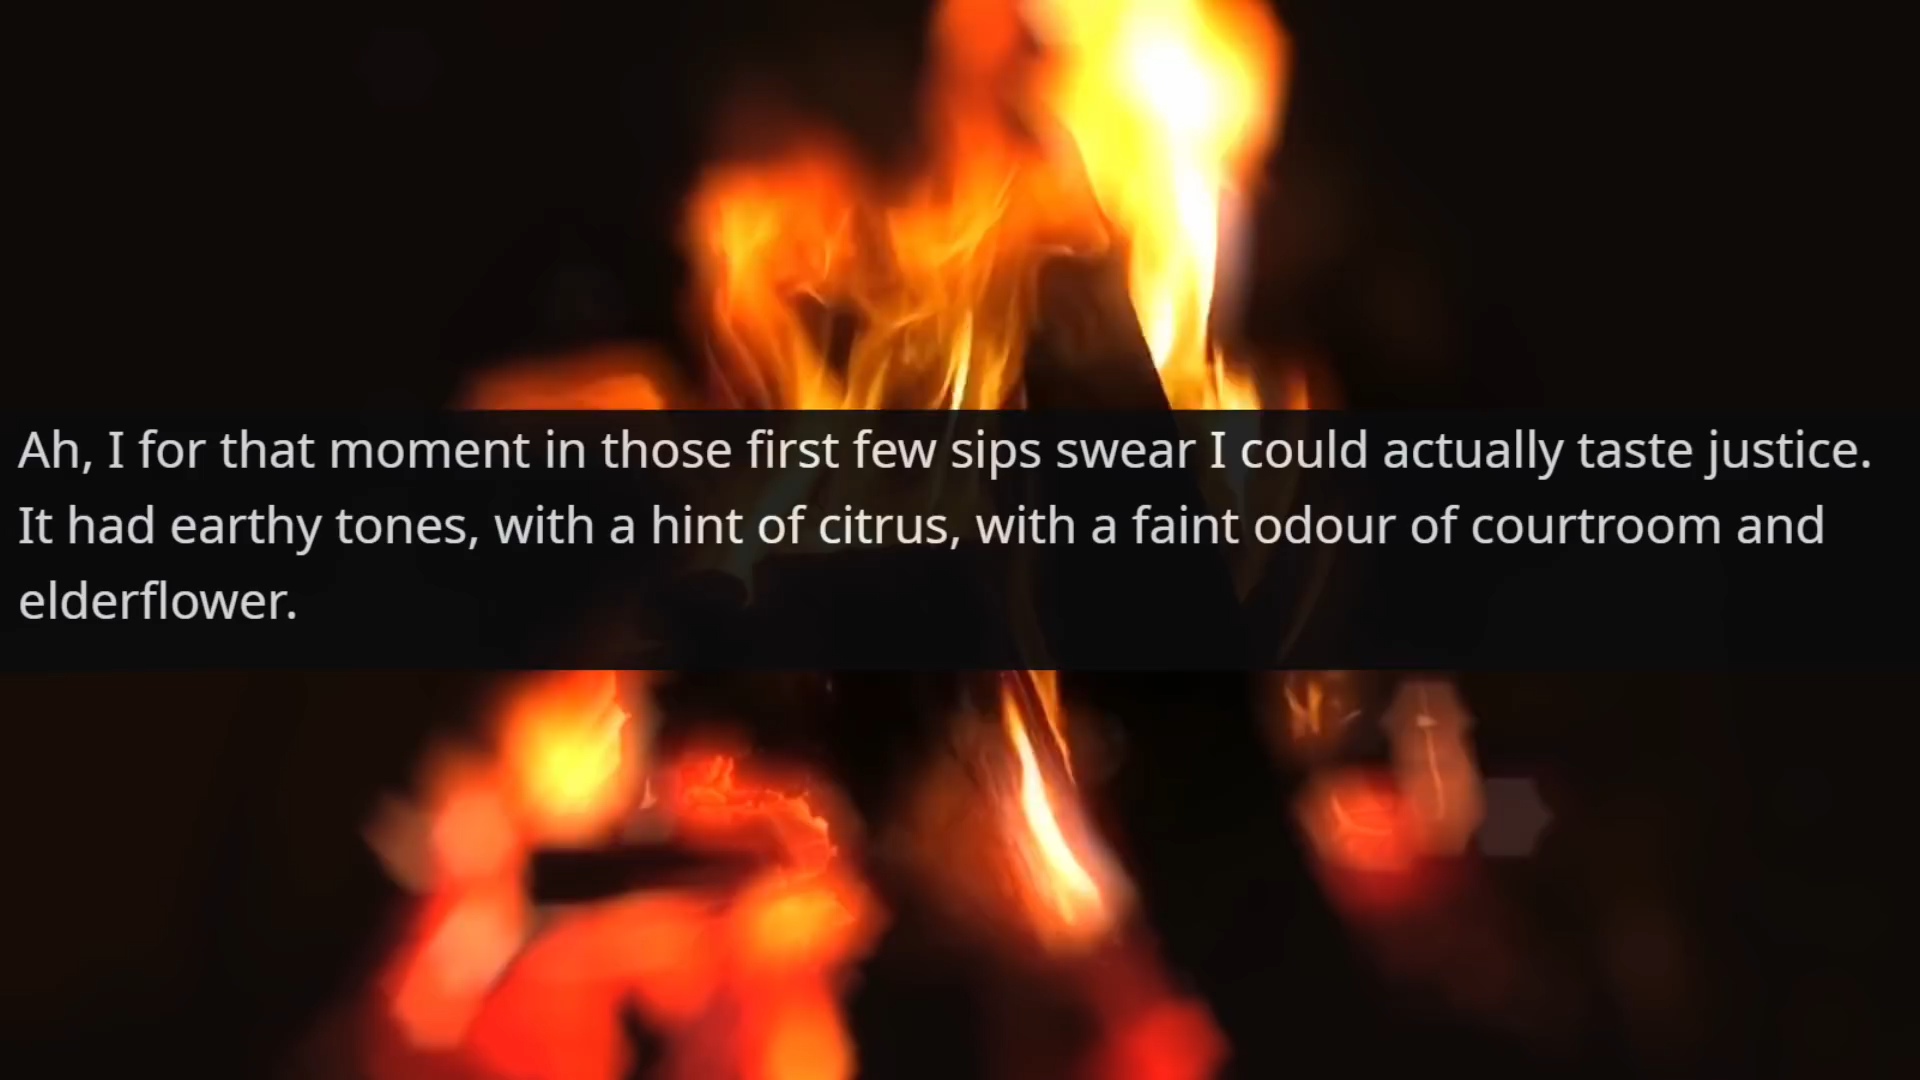 Ah, I for that moment in those first few sips swear I could actually taste justice.
It had earthy tones, with a hint of citrus, with a faint odour of courtroom and
elderflower.